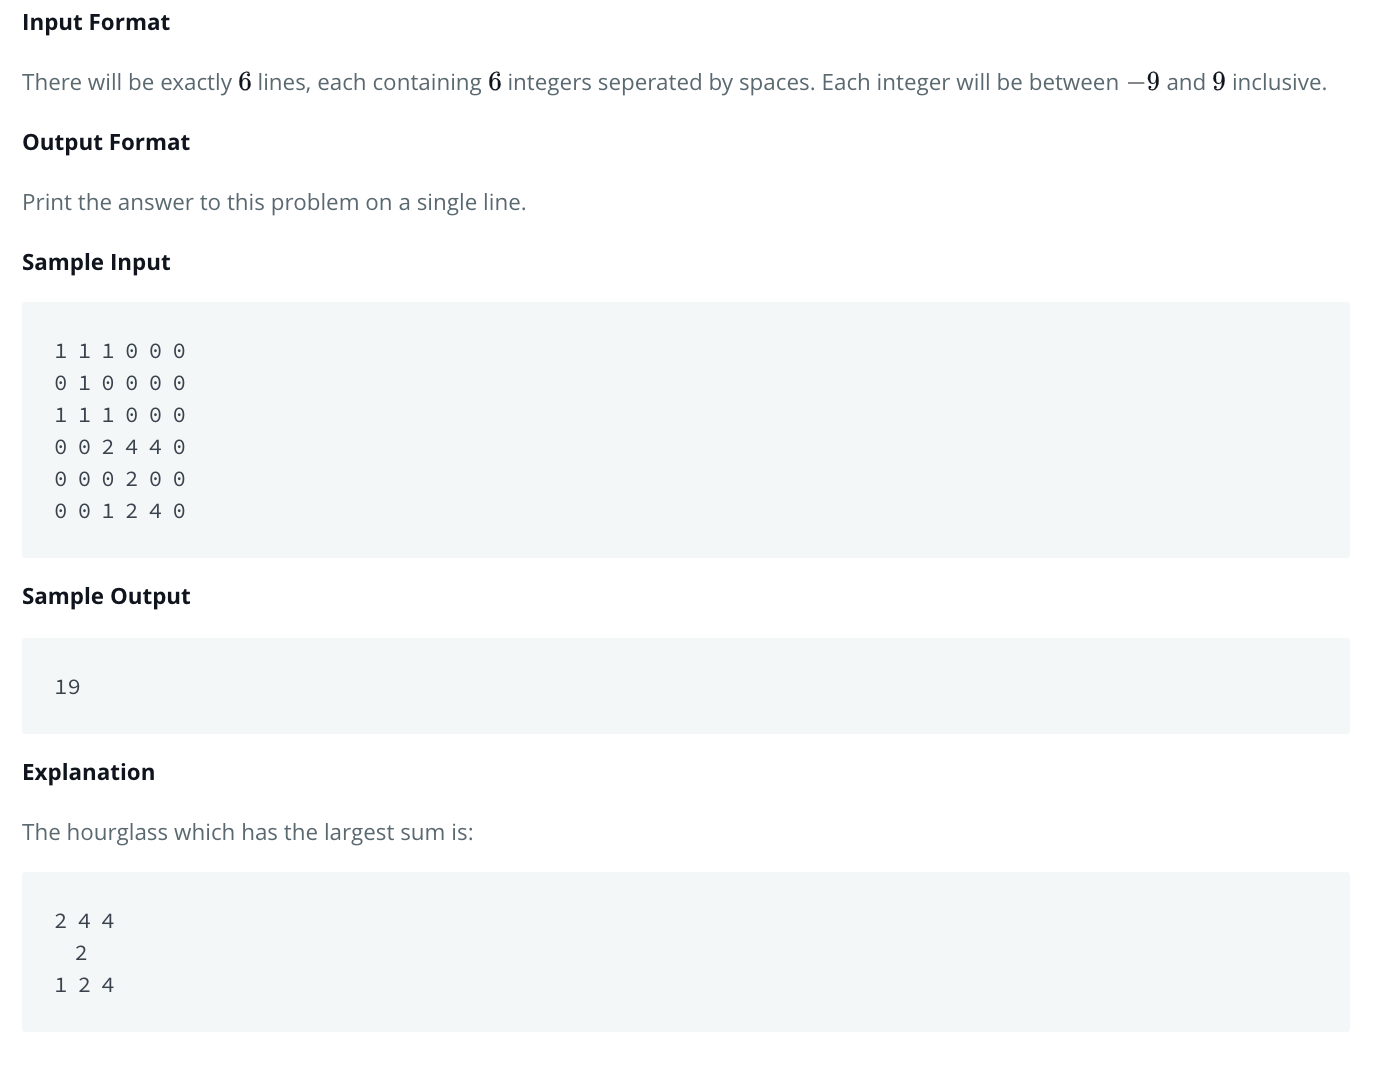 Input Format
There will be exactly 6 lines, each containing 6 integers seperated by spaces. Each integer will be between −9 and 9 inclusive.
Output Format
Print the answer to this problem on a single line.
Sample Input
1 1 1 0 0 0
0 1 0 0 0 0
1 1 1 0 0 0
0 0 2 4 4 0
0 0 0 2 0 0
0 0 1 2 4 0
Sample Output
19
Explanation
The hourglass which has the largest sum is:
2 4 4
  2
1 2 4